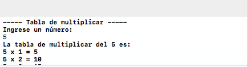 ----- Tabla de multiplicar -----
Ingrese un número:
5
La tabla de multiplicar del 5 es:
5 x 1 = 5
5 x 2 = 10